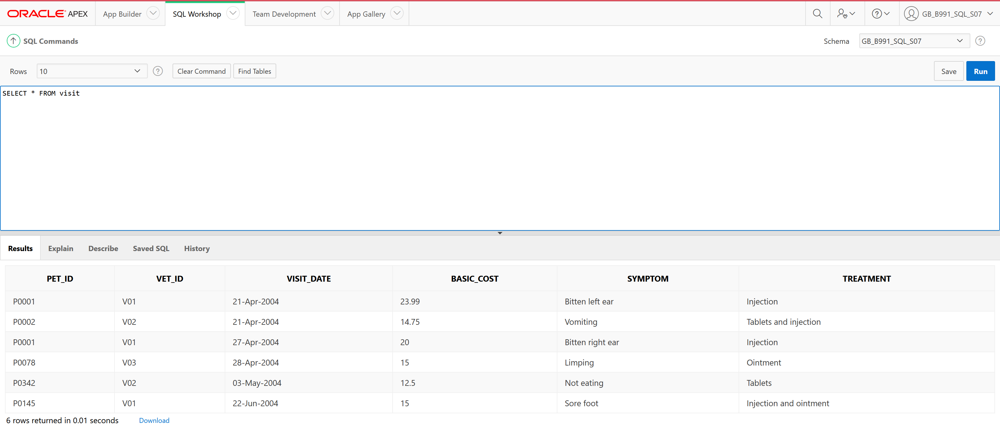 ORACLE APEX App Builder SQL Workshop Team Development App Gallery GB_B991_SQL_S07
SQL Commands Schema GB_B991_SQL_S07
Rows 10 Clear Command Find Tables Save Run
SELECT * FROM visit
Results Explain Describe Saved SQL History
PET_ID VET_ID VISIT_DATE BASIC_COST SYMPTOM TREATMENT
P0001 V01 21-Apr-2004 23.99 Bitten left ear Injection
P0002 V02 21-Apr-2004 14.75 Vomiting Tablets and injection
P0001 V01 27-Apr-2004 20 Bitten right ear Injection
P0078 V03 28-Apr-2004 15 Limping Ointment
P0342 V02 03-May-2004 12.5 Not eating Tablets
P0145 V01 22-Jun-2004 15 Sore foot Injection and ointment
6 rows returned in 0.01 seconds Download